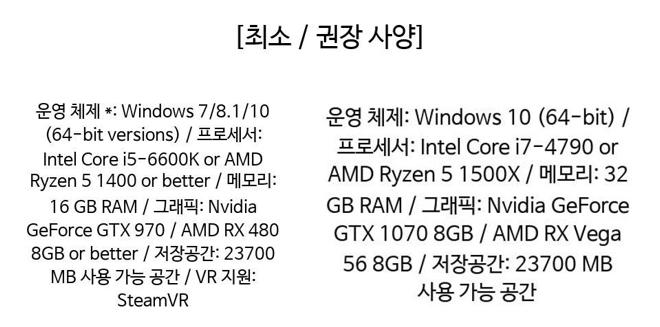 [최소 / 권장 사양]
운영 체제 *: Windows 7/8.1/10
(64-bit versions) / 프로세서:
Intel Core i5-6600K or AMD
Ryzen 5 1400 or better / 메모리:
16 GB RAM / 그래픽: Nvidia
GeForce GTX 970 / AMD RX 480
8GB or better / 저장공간: 23700
MB 사용 가능 공간 / VR 지원:
SteamVR
운영 체제: Windows 10 (64-bit) /
프로세서: Intel Core i7-4790 or
AMD Ryzen 5 1500X / 메모리: 32
GB RAM / 그래픽: Nvidia GeForce
GTX 1070 8GB / AMD RX Vega
56 8GB / 저장공간: 23700 MB
사용 가능 공간